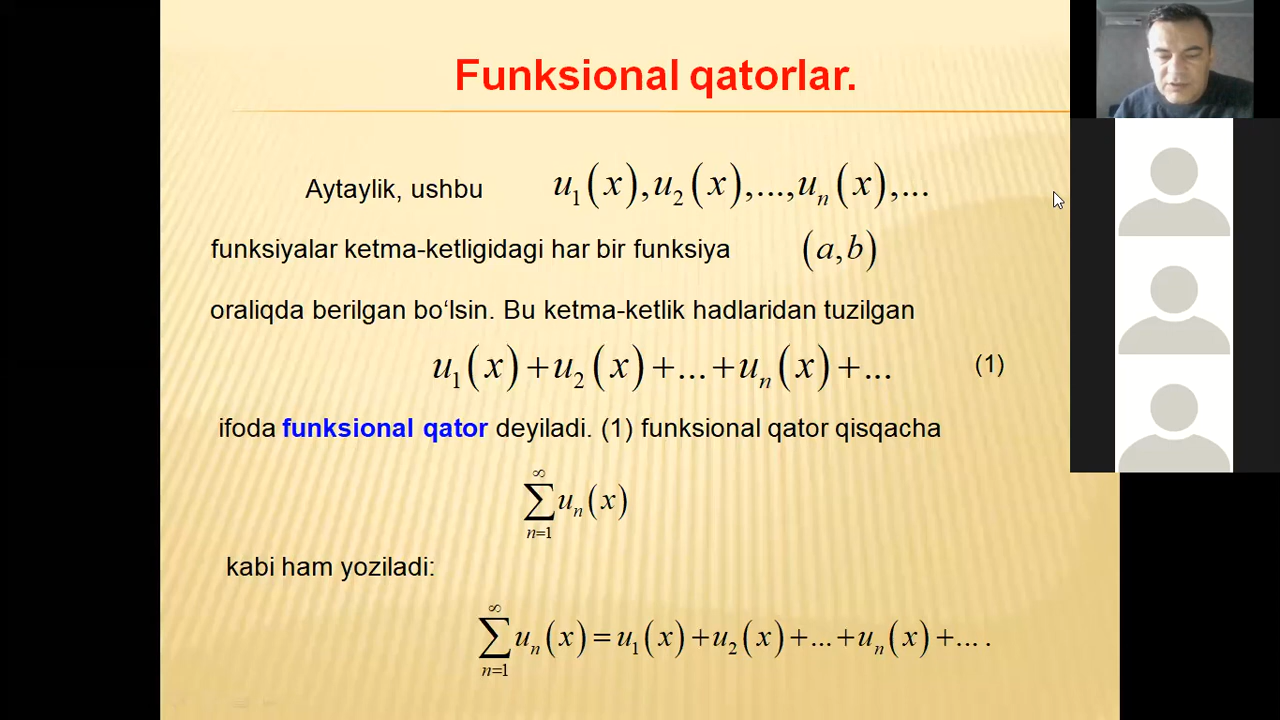 Funksional qatorlar.
Aytaylik, ushbu u₁(x), u₂(x),...,uₙ(x),...
funksiyalar ketma-ketligidagi har bir funksiya (a,b)
oraliqda berilgan bo‘lsin. Bu ketma-ketlik hadlaridan tuzilgan
u₁(x)+u₂(x)+...+uₙ(x)+... (1)
ifoda funksional qator deyiladi. (1) funksional qator qisqacha
∑_{n=1}^{∞} uₙ(x)
kabi ham yoziladi:
∑_{n=1}^{∞} uₙ(x)=u₁(x)+u₂(x)+...+uₙ(x)+... .